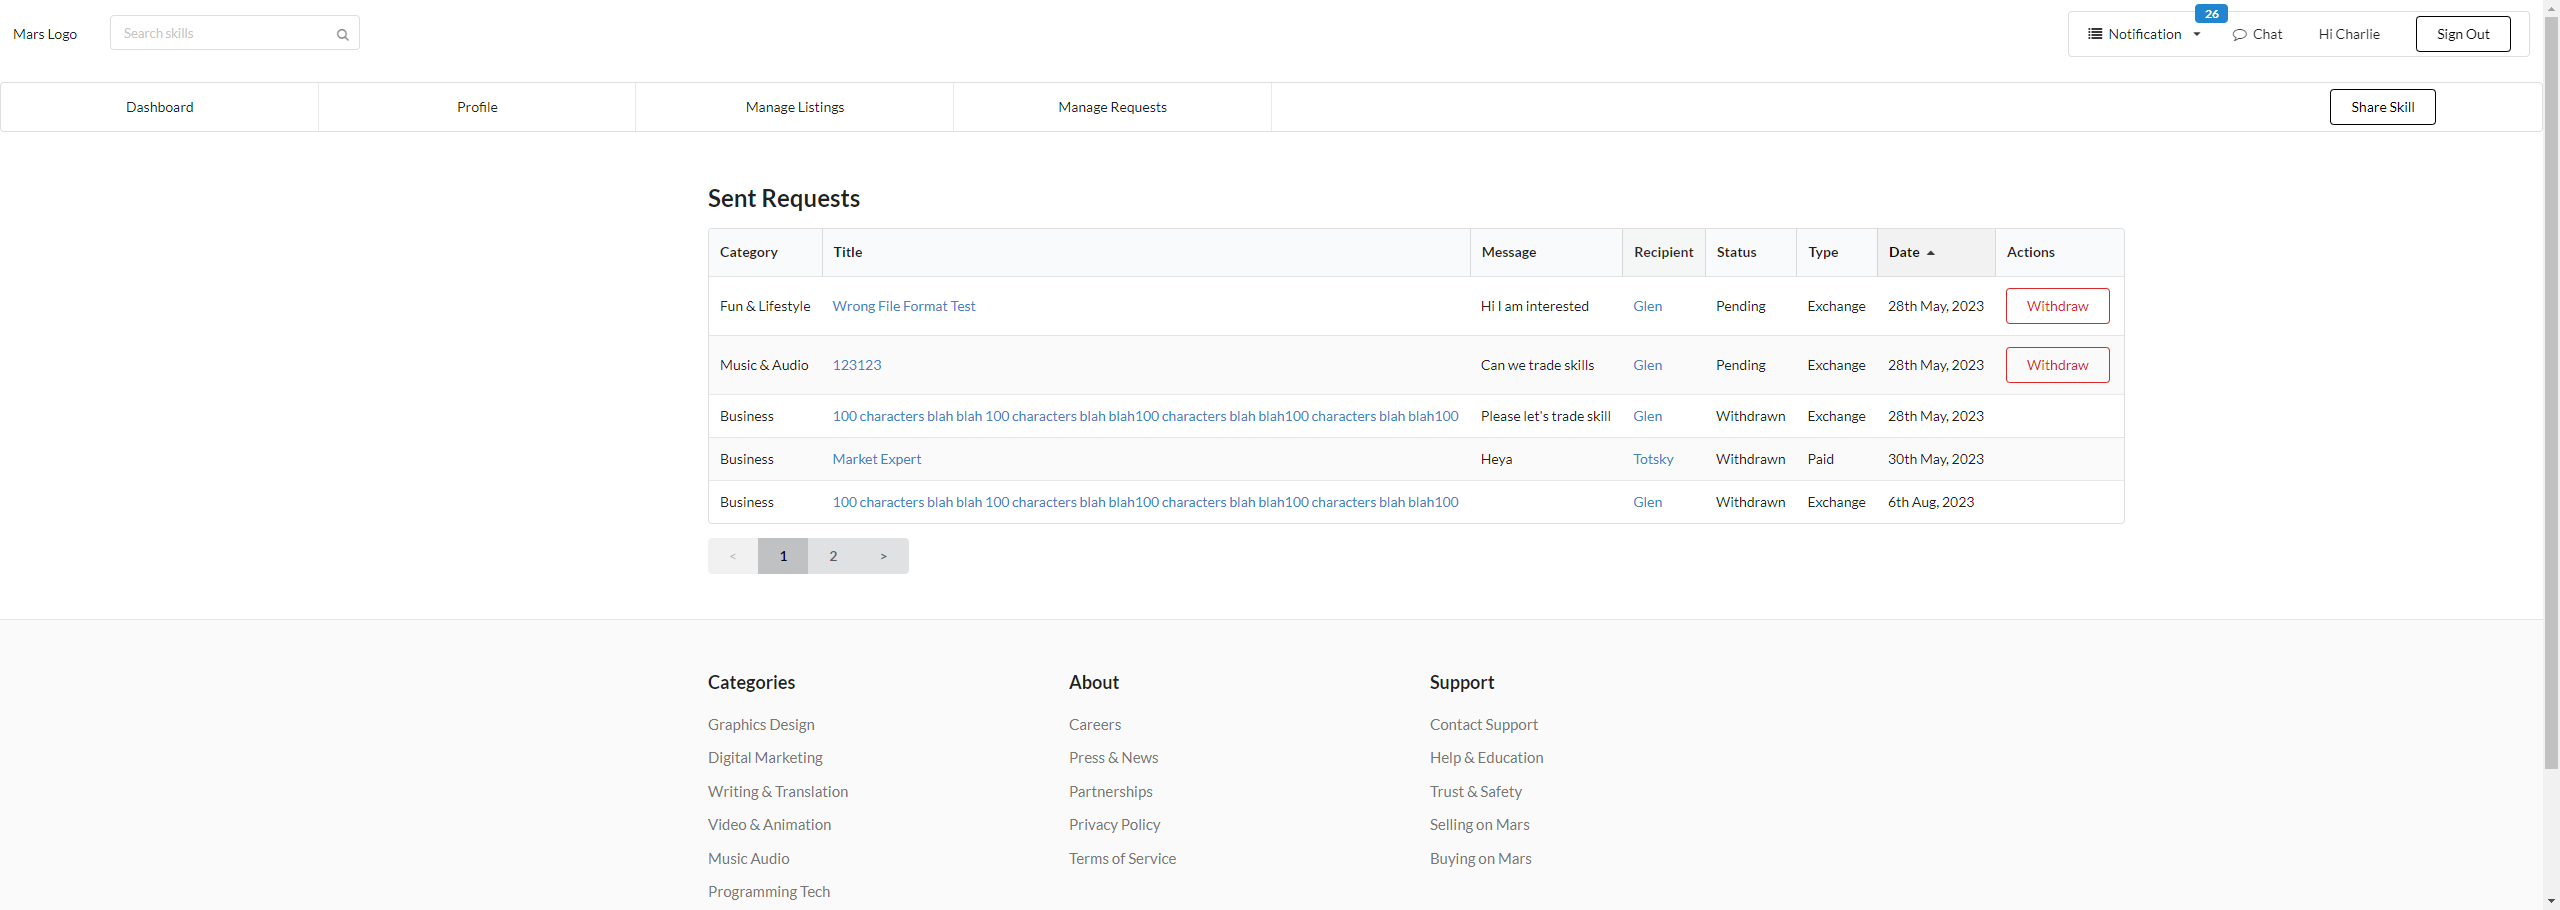 Mars Logo Search skills 26 Notification Chat Hi Charlie Sign Out
Dashboard Profile Manage Listings Manage Requests Share Skill
Sent Requests
Category Title Message Recipient Status Type Date Actions
Fun & Lifestyle Wrong File Format Test Hi I am interested Glen Pending Exchange 28th May, 2023 Withdraw
Music & Audio 123123 Can we trade skills Glen Pending Exchange 28th May, 2023 Withdraw
Business 100 characters blah blah 100 characters blah blah100 characters blah blah100 characters blah blah100 Please let's trade skill Glen Withdrawn Exchange 28th May, 2023
Business Market Expert Heya Totsky Withdrawn Paid 30th May, 2023
Business 100 characters blah blah 100 characters blah blah100 characters blah blah100 characters blah blah100 Glen Withdrawn Exchange 6th Aug, 2023
< 1 2 >
Categories About Support
Graphics Design Careers Contact Support
Digital Marketing Press & News Help & Education
Writing & Translation Partnerships Trust & Safety
Video & Animation Privacy Policy Selling on Mars
Music Audio Terms of Service Buying on Mars
Programming Tech